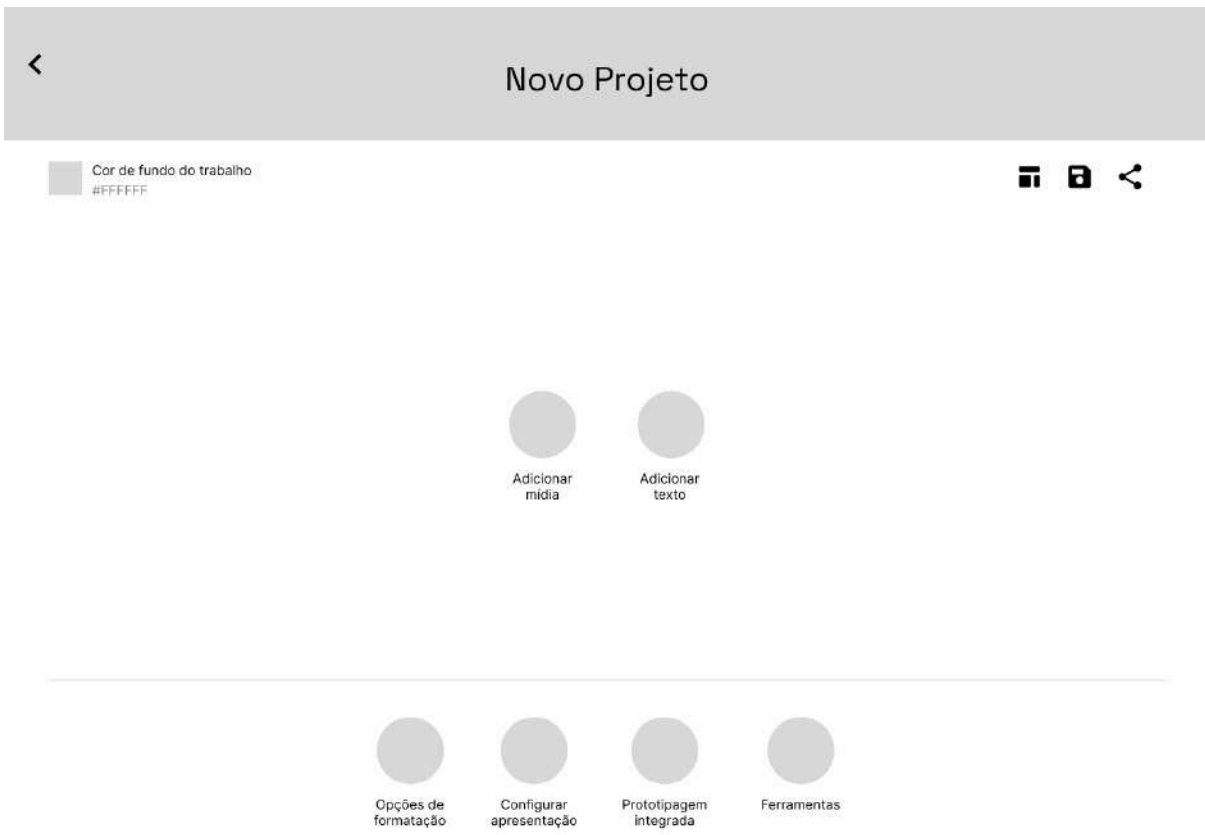 Novo Projeto
Cor de fundo do trabalho
#FFFFFF
Adicionar
mídia
Adicionar
texto
Opções de
formatação
Configurar
apresentação
Prototipagem
integrada
Ferramentas